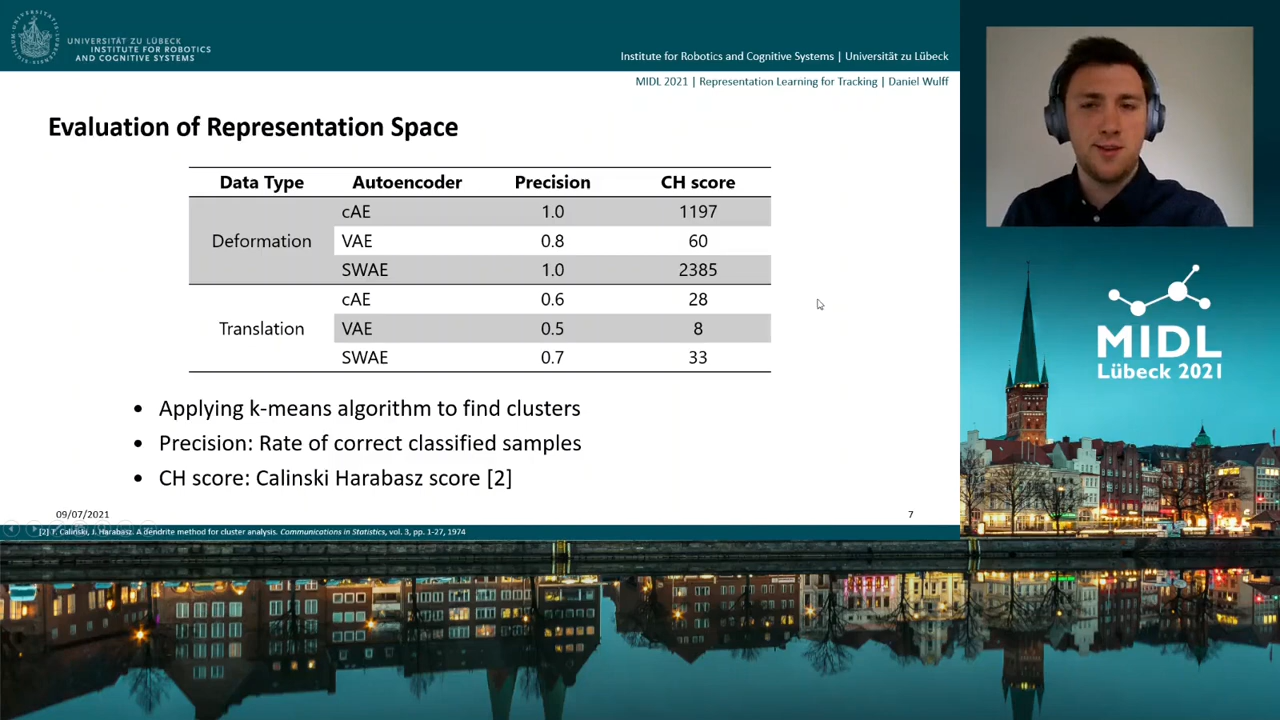 UNIVERSITÄT ZU LÜBECK
INSTITUTE FOR ROBOTICS
AND COGNITIVE SYSTEMS
Institute for Robotics and Cognitive Systems | Universität zu Lübeck
MIDL 2021 | Representation Learning for Tracking | Daniel Wulff
Evaluation of Representation Space
Data Type Autoencoder Precision CH score
cAE 1.0 1197
Deformation VAE 0.8 60
SWAE 1.0 2385
cAE 0.6 28
Translation VAE 0.5 8
SWAE 0.7 33
• Applying k-means algorithm to find clusters
• Precision: Rate of correct classified samples
• CH score: Calinski Harabasz score [2]
09/07/2021 7
[2] T. Calinski, J. Harabasz. A dendrite method for cluster analysis. Communications in Statistics, vol. 3, pp. 1-27, 1974
MIDL
Lübeck 2021